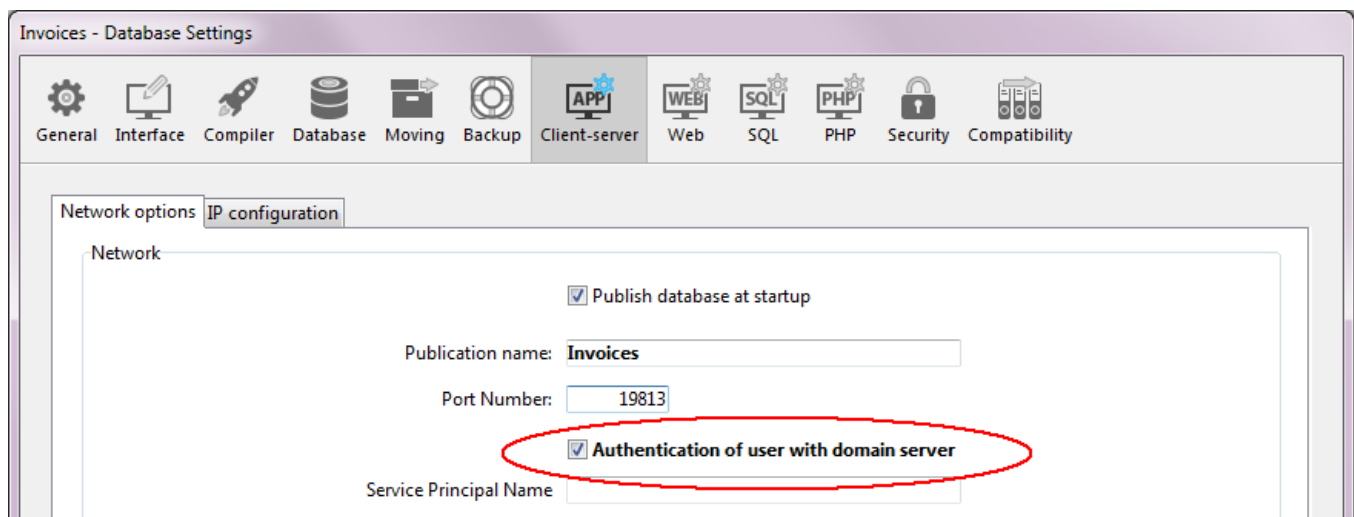 Invoices - Database Settings
APP WEB SQL PHP
General Interface Compiler Database Moving Backup Client-server Web SQL PHP Security Compatibility
Network options IP configuration
Network
Publish database at startup
Publication name: Invoices
Port Number: 19813
Authentication of user with domain server
Service Principal Name